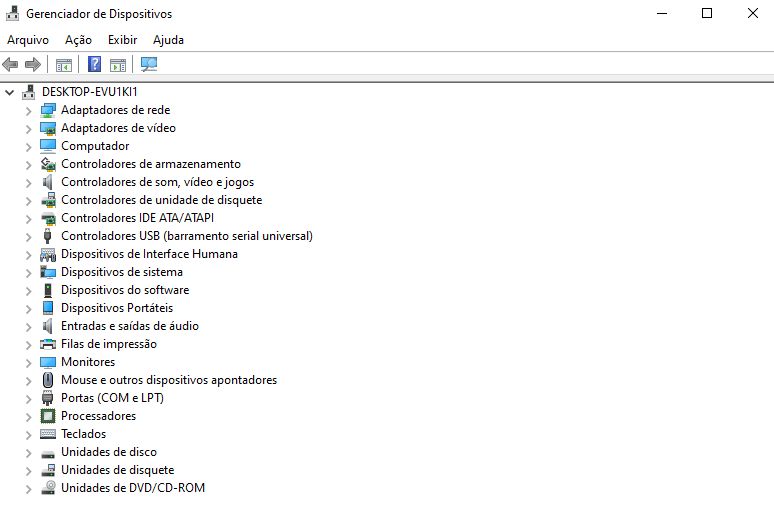 Gerenciador de Dispositivos
Arquivo Ação Exibir Ajuda
DESKTOP-EVU1KI1
Adaptadores de rede
Adaptadores de vídeo
Computador
Controladores de armazenamento
Controladores de som, vídeo e jogos
Controladores de unidade de disquete
Controladores IDE ATA/ATAPI
Controladores USB (barramento serial universal)
Dispositivos de Interface Humana
Dispositivos de sistema
Dispositivos do software
Dispositivos Portáteis
Entradas e saídas de áudio
Filas de impressão
Monitores
Mouse e outros dispositivos apontadores
Portas (COM e LPT)
Processadores
Teclados
Unidades de disco
Unidades de disquete
Unidades de DVD/CD-ROM